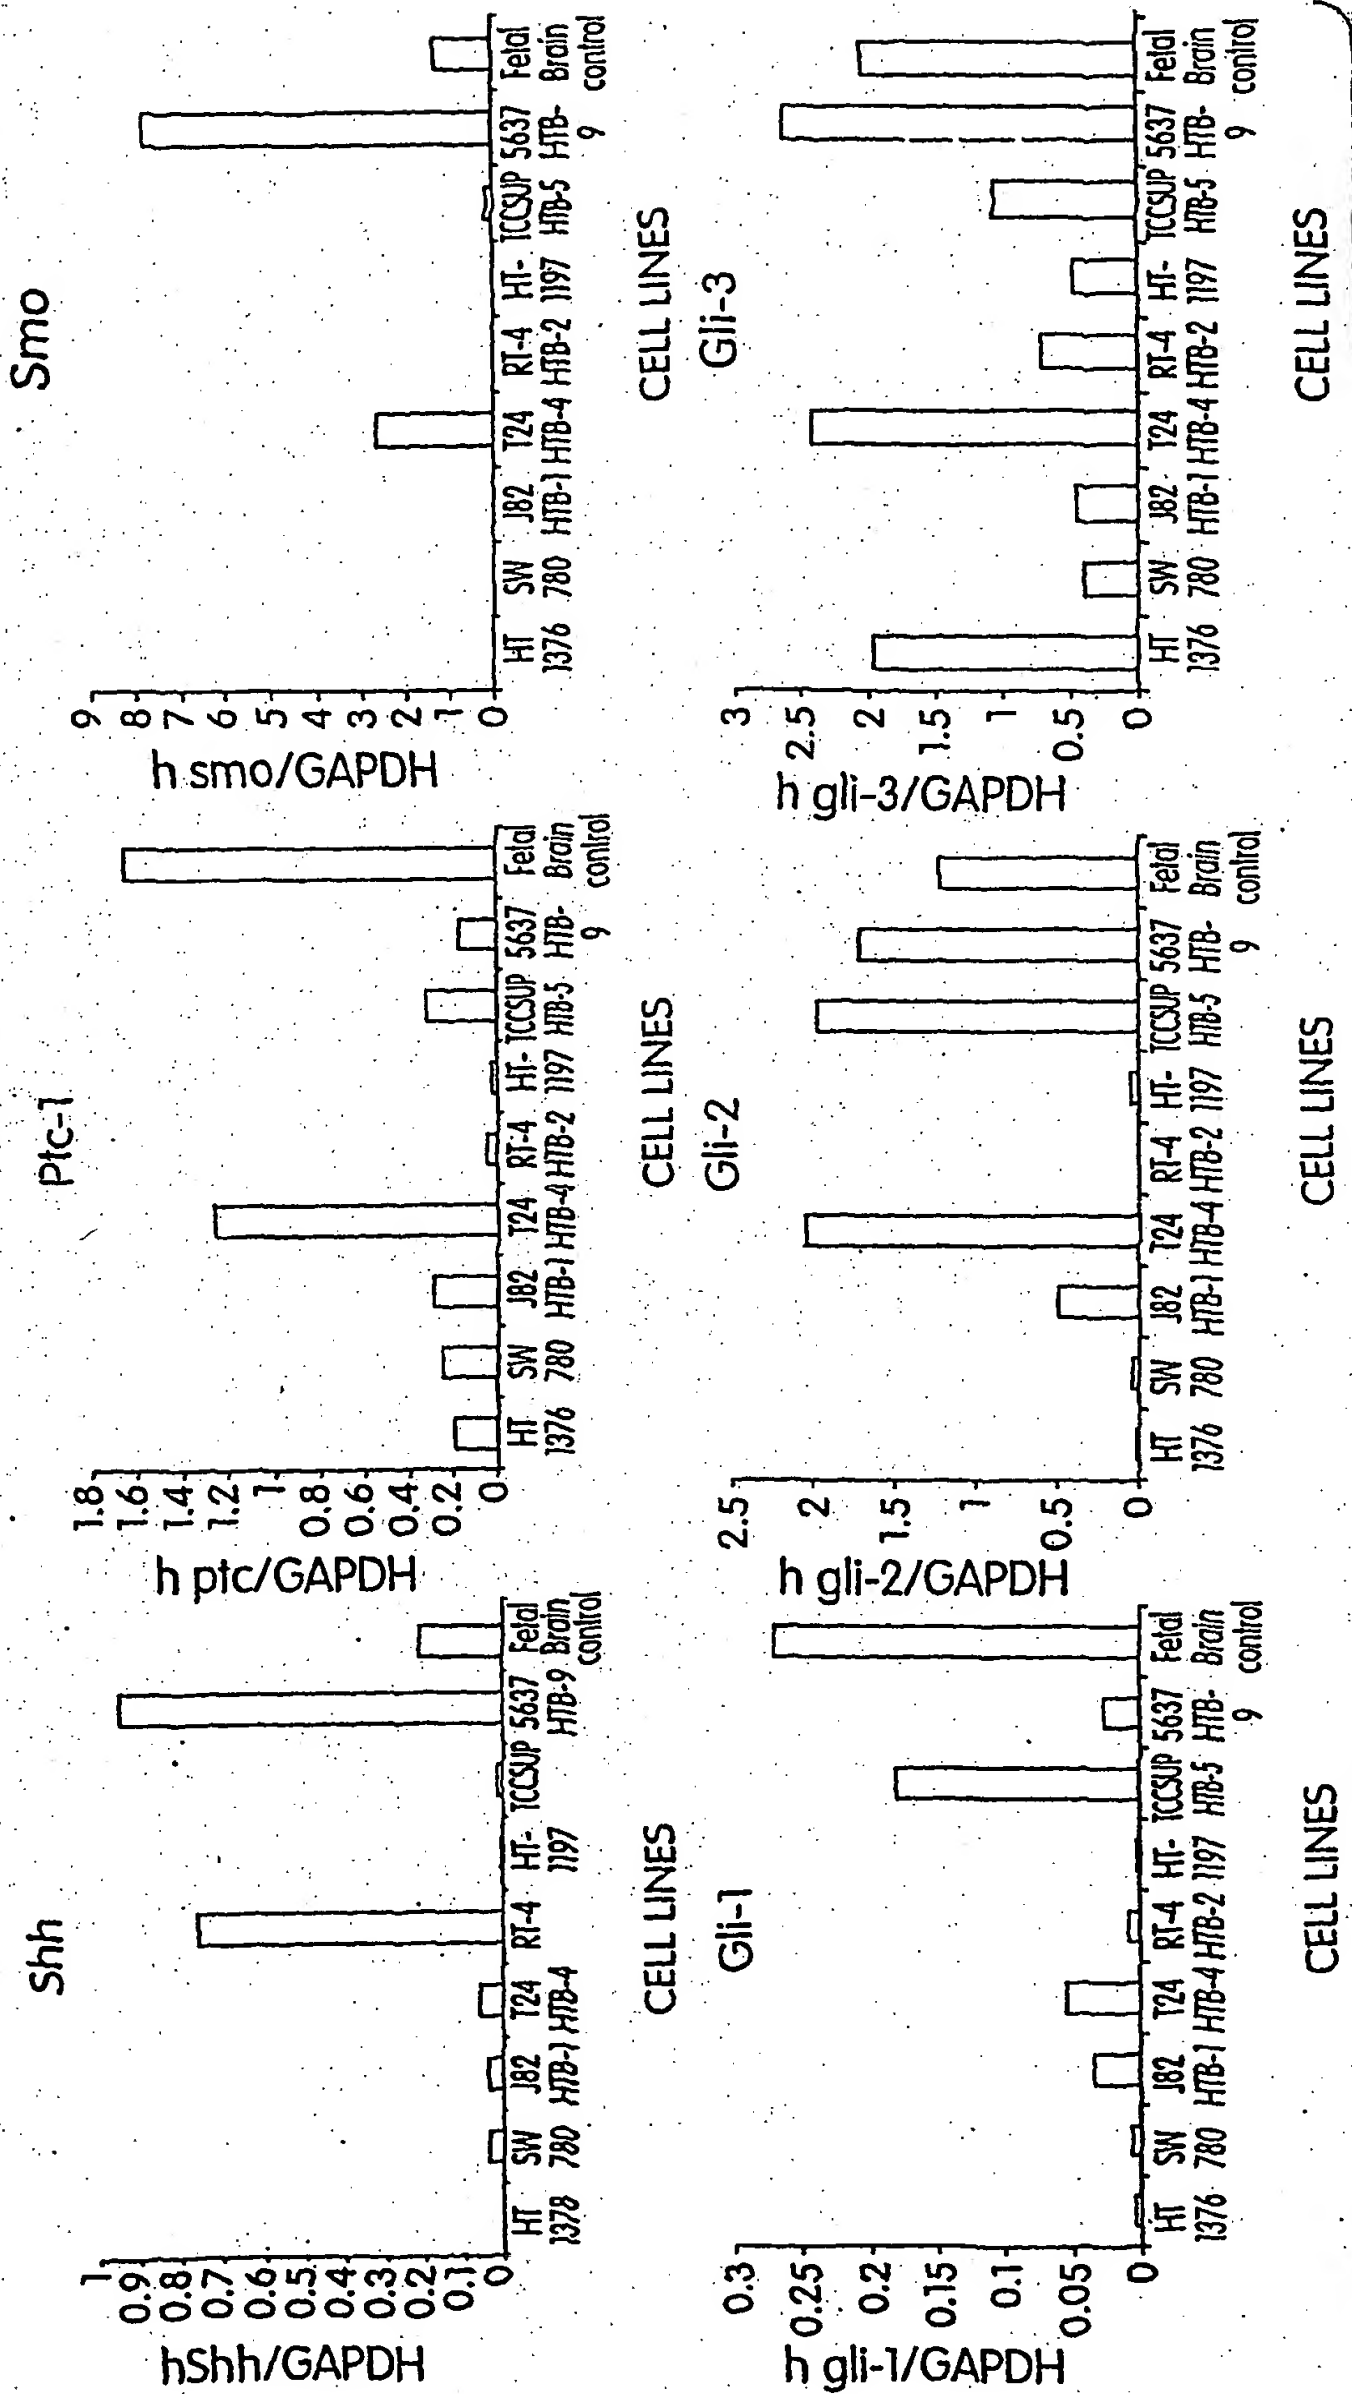 Shh
hShh/GAPDH
1
0.9
0.8
0.7
0.6
0.5
0.4
0.3
0.2
0.1
0
HT SW J82 T24 RT-4 HT- TCCSUP 5637 Fetal
1378 780 HTB-1 HTB-4 1197 HTB-9 Brain
control
CELL LINES
Ptc-1
h ptc/GAPDH
1.8
1.6
1.4
1.2
1
0.8
0.6
0.4
0.2
0
HT SW J82 T24 RT-4 HT- TCCSUP 5637 Fetal
1376 780 HTB-1 HTB-4 HTB-2 1197 HTB-5 HTB- Brain
9 control
CELL LINES
Smo
h smo/GAPDH
9
8
7
6
5
4
3
2
1
0
HT SW J82 T24 RT-4 HT- TCCSUP 5637 Fetal
1376 780 HTB-1 HTB-4 HTB-2 1197 HTB-5 HTB- Brain
9 control
CELL LINES
Gli-1
h gli-1/GAPDH
0.3
0.25
0.2
0.15
0.1
0.05
0
HT SW J82 T24 RT-4 HT- TCCSUP 5637 Fetal
1376 780 HTB-1 HTB-4 HTB-2 1197 HTB-5 HTB- Brain
9 control
CELL LINES
Gli-2
h gli-2/GAPDH
2.5
2
1.5
1
0.5
0
HT SW J82 T24 RT-4 HT- TCCSUP 5637 Fetal
1376 780 HTB-1 HTB-4 HTB-2 1197 HTB-5 HTB- Brain
9 control
CELL LINES
Gli-3
h gli-3/GAPDH
3
2.5
2
1.5
1
0.5
0
HT SW J82 T24 RT-4 HT- TCCSUP 5637 Fetal
1376 780 HTB-1 HTB-4 HTB-2 1197 HTB-5 HTB- Brain
9 control
CELL LINES